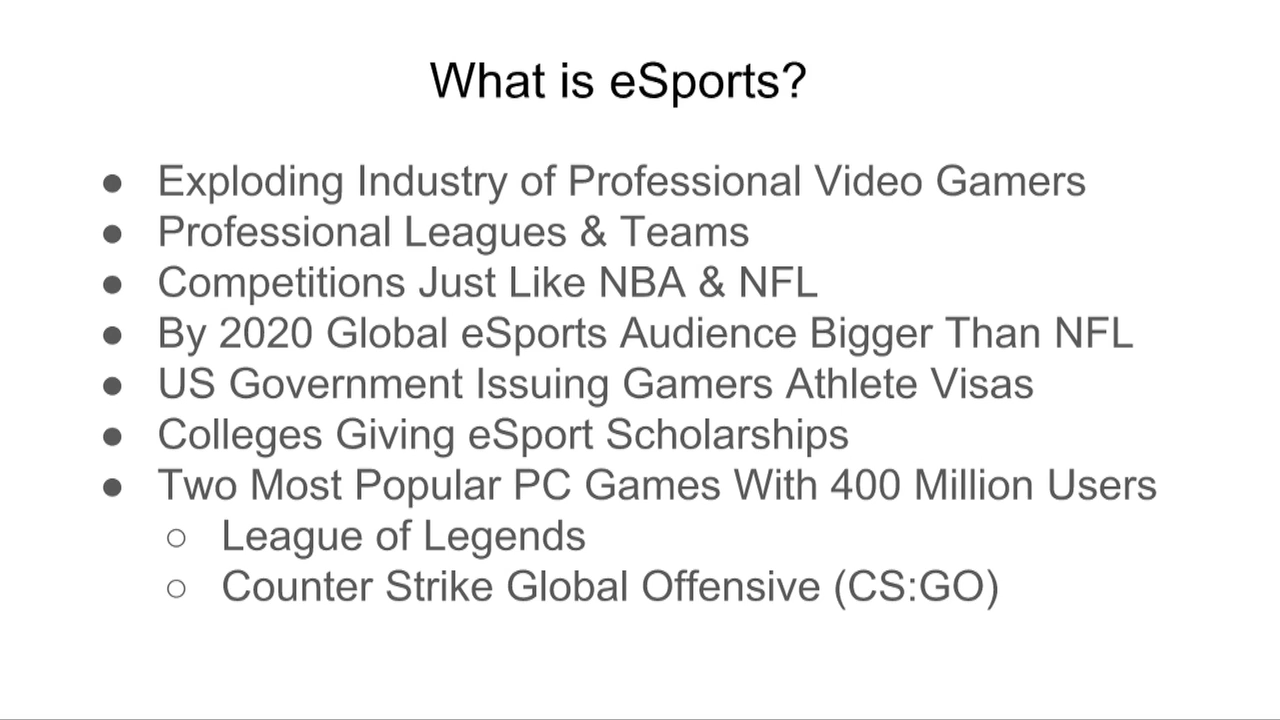 What is eSports?
● Exploding Industry of Professional Video Gamers
● Professional Leagues & Teams
● Competitions Just Like NBA & NFL
● By 2020 Global eSports Audience Bigger Than NFL
● US Government Issuing Gamers Athlete Visas
● Colleges Giving eSport Scholarships
● Two Most Popular PC Games With 400 Million Users
○ League of Legends
○ Counter Strike Global Offensive (CS:GO)